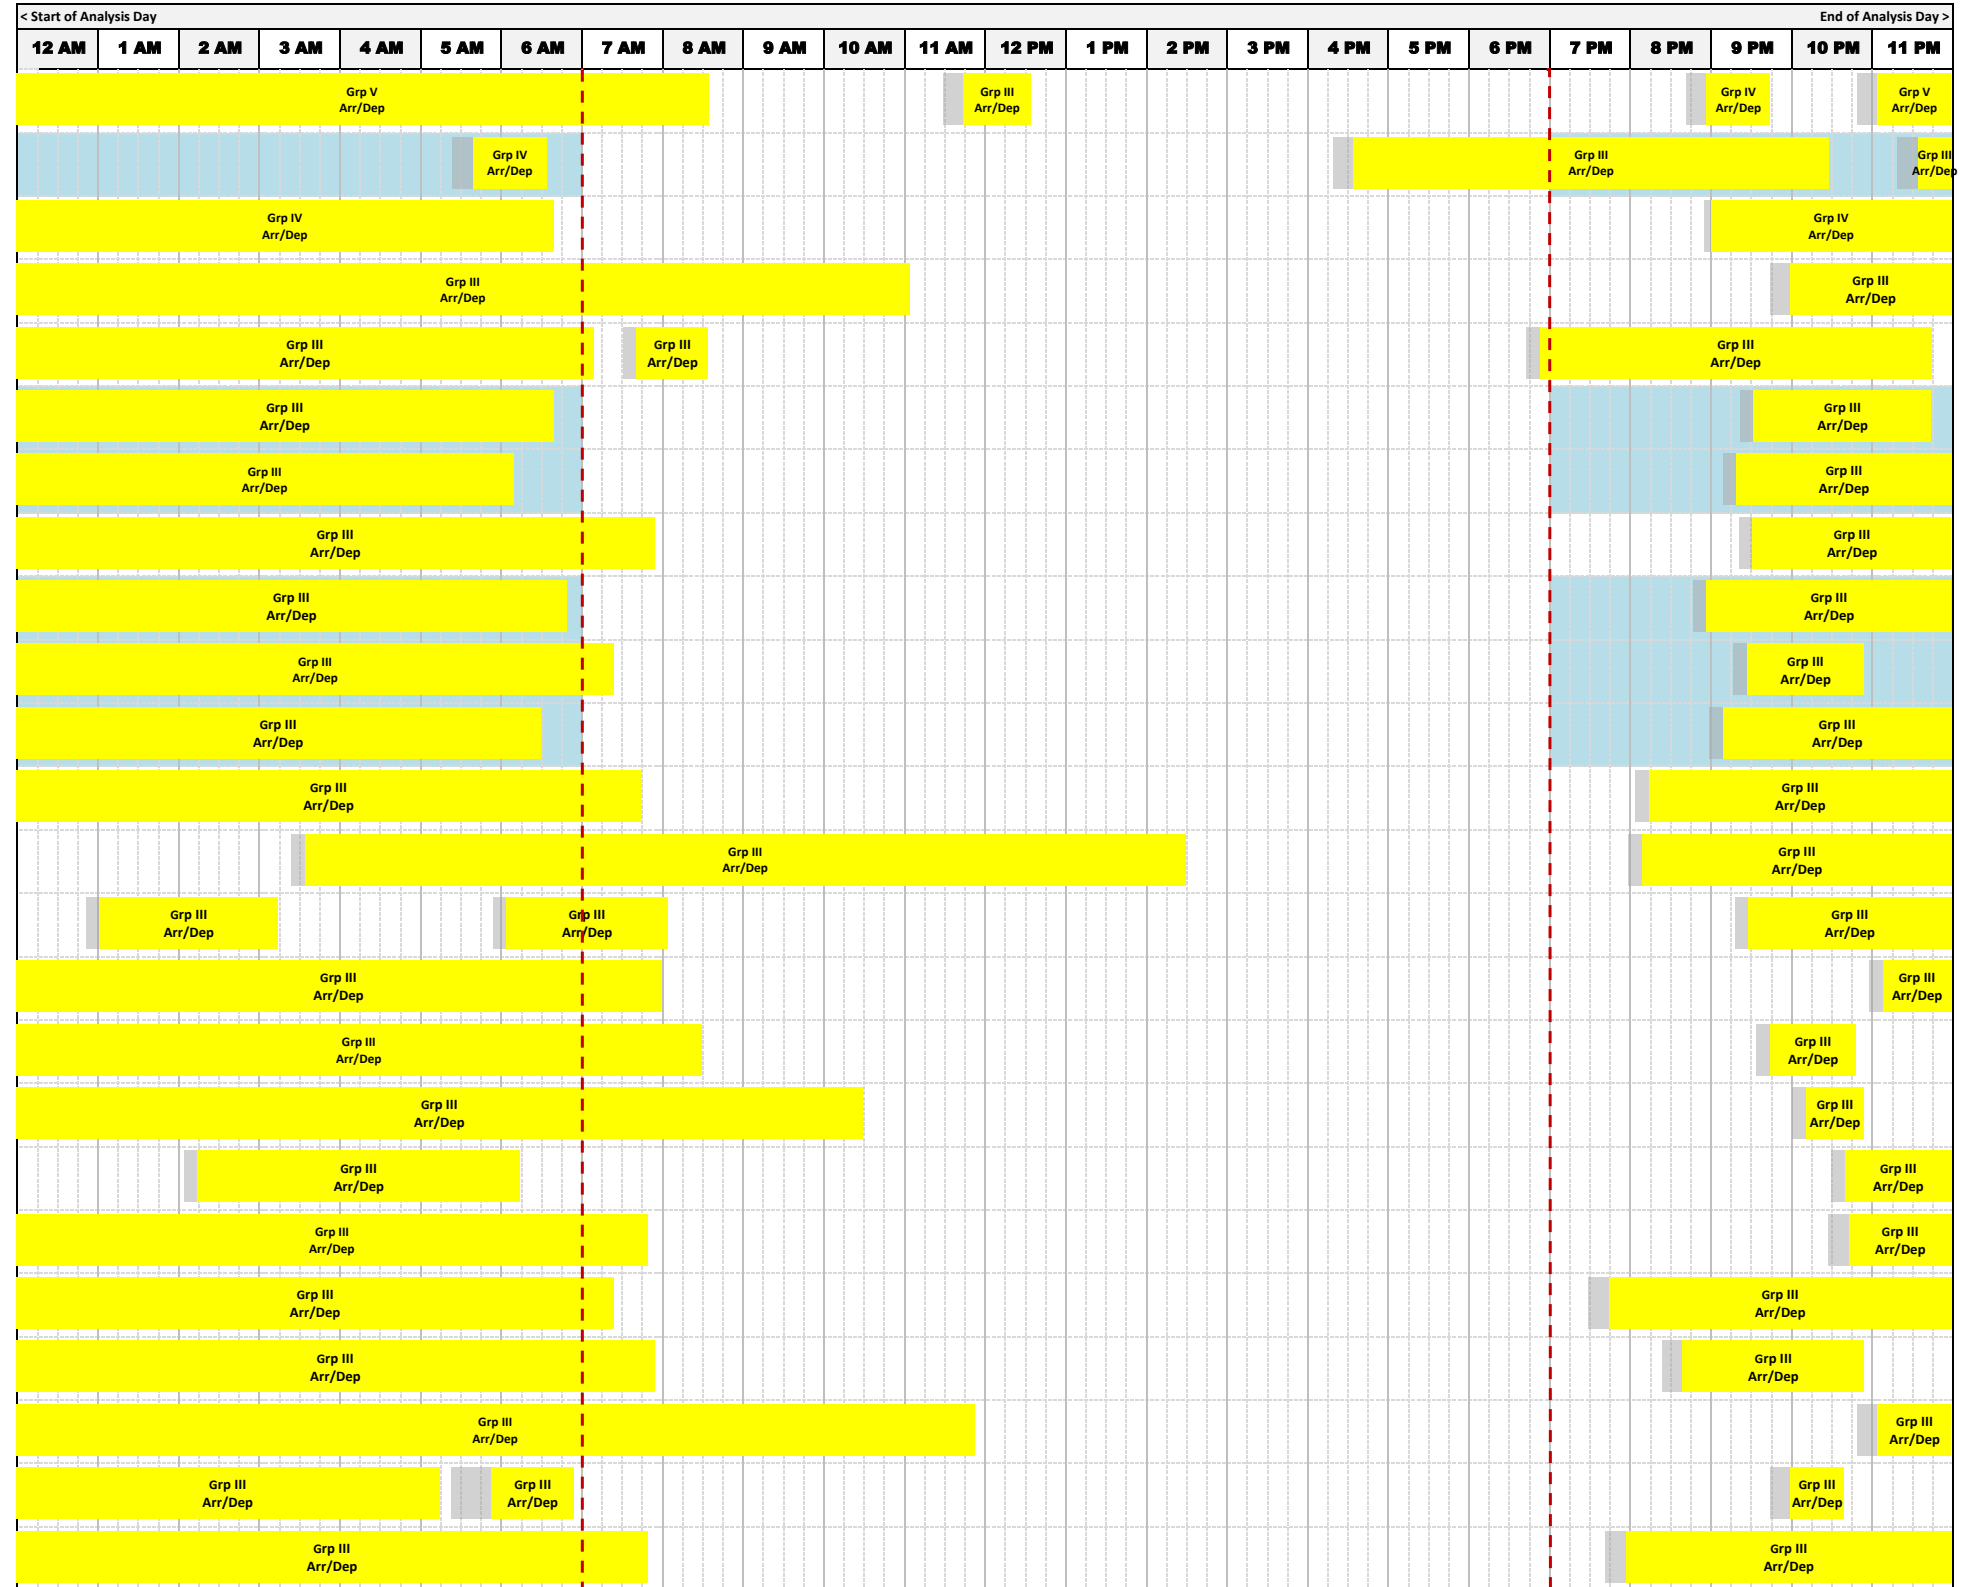 < Start of Analysis Day End of Analysis Day >
12 AM 1 AM 2 AM 3 AM 4 AM 5 AM 6 AM 7 AM 8 AM 9 AM 10 AM 11 AM 12 PM 1 PM 2 PM 3 PM 4 PM 5 PM 6 PM 7 PM 8 PM 9 PM 10 PM 11 PM
Grp V Grp III Grp IV Grp V
Arr/Dep Arr/Dep Arr/Dep Arr/Dep
Grp IV Grp III Grp III
Arr/Dep Arr/Dep Arr/Dep
Grp IV Grp IV
Arr/Dep Arr/Dep
Grp III Grp III
Arr/Dep Arr/Dep
Grp III Grp III Grp III
Arr/Dep Arr/Dep Arr/Dep
Grp III Grp III
Arr/Dep Arr/Dep
Grp III Grp III
Arr/Dep Arr/Dep
Grp III Grp III
Arr/Dep Arr/Dep
Grp III Grp III
Arr/Dep Arr/Dep
Grp III Grp III
Arr/Dep Arr/Dep
Grp III Grp III
Arr/Dep Arr/Dep
Grp III Grp III
Arr/Dep Arr/Dep
Grp III Grp III
Arr/Dep Arr/Dep
Grp III Grp III Grp III
Arr/Dep Arr/Dep Arr/Dep
Grp III Grp III
Arr/Dep Arr/Dep
Grp III Grp III
Arr/Dep Arr/Dep
Grp III Grp III
Arr/Dep Arr/Dep
Grp III Grp III
Arr/Dep Arr/Dep
Grp III Grp III
Arr/Dep Arr/Dep
Grp III Grp III
Arr/Dep Arr/Dep
Grp III Grp III
Arr/Dep Arr/Dep
Grp III Grp III
Arr/Dep Arr/Dep
Grp III Grp III Grp III
Arr/Dep Arr/Dep Arr/Dep
Grp III Grp III
Arr/Dep Arr/Dep